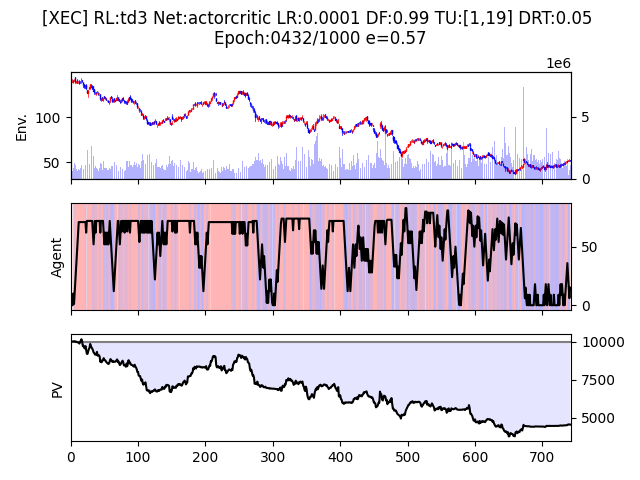 [XEC] RL:td3 Net:actorcritic LR:0.0001 DF:0.99 TU:[1,19] DRT:0.05
Epoch:0432/1000 e=0.57
1e6
Env.
100
50
5
0
Agent
50
0
PV
10000
7500
5000
0 100 200 300 400 500 600 700